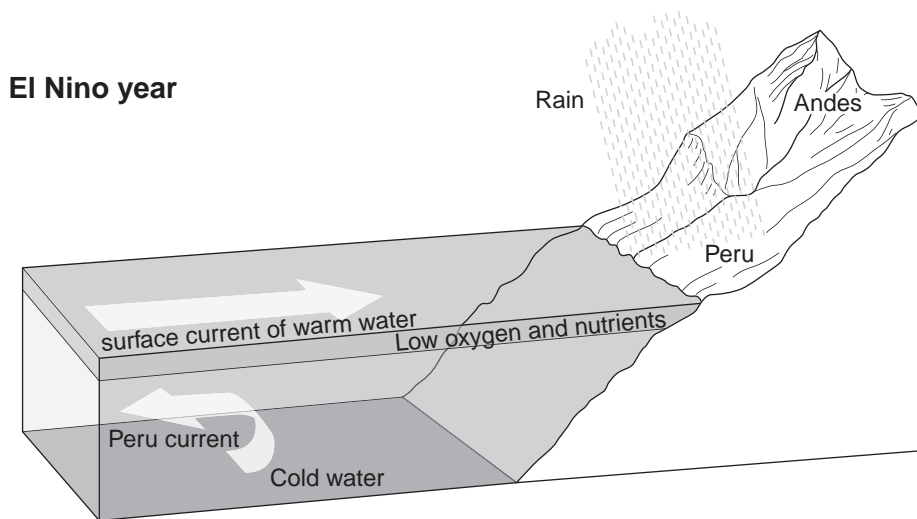 El Nino year
Rain
Andes
Peru
surface current of warm water
Low oxygen and nutrients
Peru current
Cold water